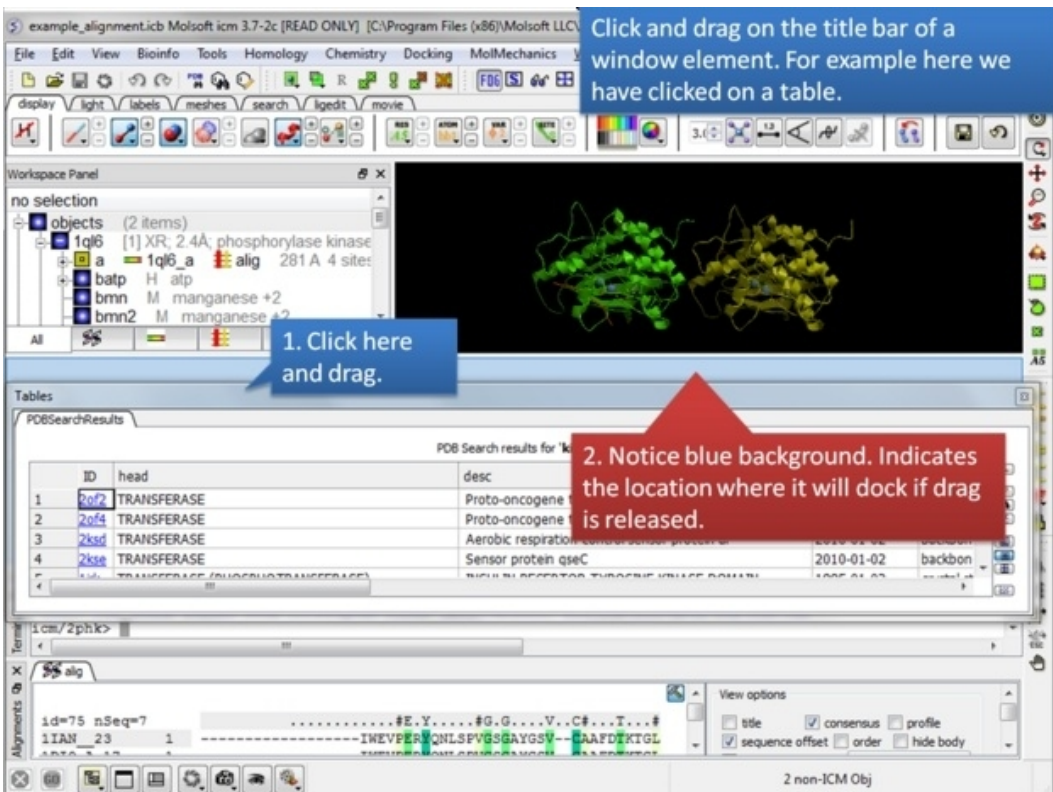 example_alignment.icb Molsoft icm 3.7-2c [READ ONLY] [C:\Program Files (x86)\Molsoft LLC\
Click and drag on the title bar of a
window element. For example here we
have clicked on a table.
File Edit View Bioinfo Tools Homology Chemistry Docking MolMechanics
display light labels meshes search ligedit movie
Workspace Panel
no selection
objects (2 items)
1ql6 [1] XR; 2.4Å; phosphorylase kinase
a 1ql6_a alig 281 A 4 sites
batp H atp
bmn M manganese +2
bmn2 M manganese +2
All
1. Click here
and drag.
Tables
PDBSearchResults
PDB Search results for
2. Notice blue background. Indicates
the location where it will dock if drag
is released.
ID head desc
1 2of2 TRANSFERASE Proto-oncogene
2 2of4 TRANSFERASE Proto-oncogene
3 2ksd TRANSFERASE Aerobic respiration
4 2kse TRANSFERASE Sensor protein qseC 2010-01-02 backbon
icm/2phk>
alig
Alignments
id=75 nSeq=7 ............#E.Y.....#G.G....V..C#...T...#
1IAN__23 1 -----------------IWEVPERYQNLSPVGSGAYGSV--CAAFDTKTGL
View options
title consensus profile
sequence offset order hide body
2 non-ICM Obj